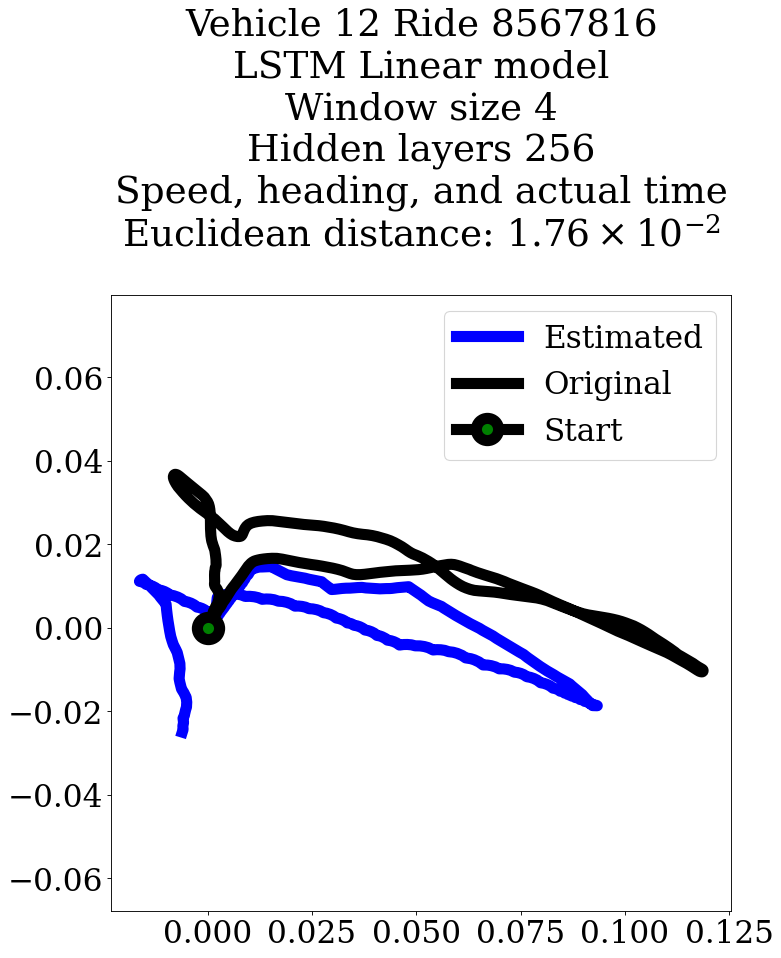 Vehicle 12 Ride 8567816
LSTM Linear model
Window size 4
Hidden layers 256
Speed, heading, and actual time
Euclidean distance: 1.76 × 10⁻²
Estimated
Original
Start
0.06
0.04
0.02
0.00
−0.02
−0.04
−0.06
0.000 0.025 0.050 0.075 0.100 0.125